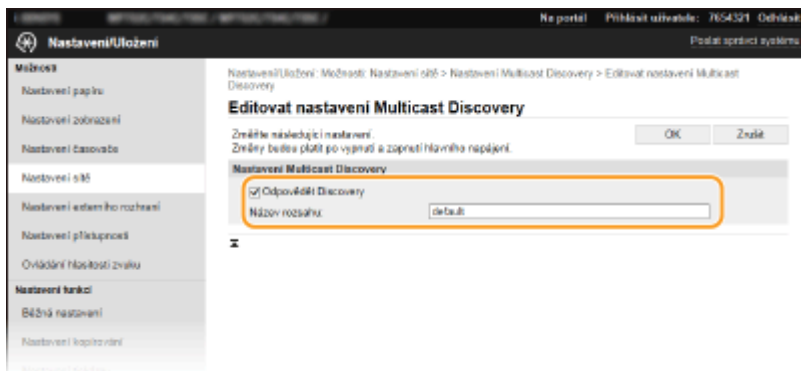 Na portál Přihlásit uživatele: 7654321 Odhlásit
Nastavení/Uložení
Poslat správci systému
Možnosti
Nastavení papíru
Nastavení zobrazení
Nastavení časovače
Nastavení sítě
Nastavení externího rozhraní
Nastavení přístupnosti
Ovládání hlasitosti zvuku
Nastavení funkcí
Běžná nastavení
Nastavení kopírování
Nastavení/Uložení: Možnosti: Nastavení sítě > Nastavení Multicast Discovery > Editovat nastavení Multicast
Discovery
Editovat nastavení Multicast Discovery
Změňte následující nastavení.
Změny budou platit po vypnutí a zapnutí hlavního napájení.
OK Zrušit
Nastavení Multicast Discovery
Odpovědět Discovery
Název rozsahu: default